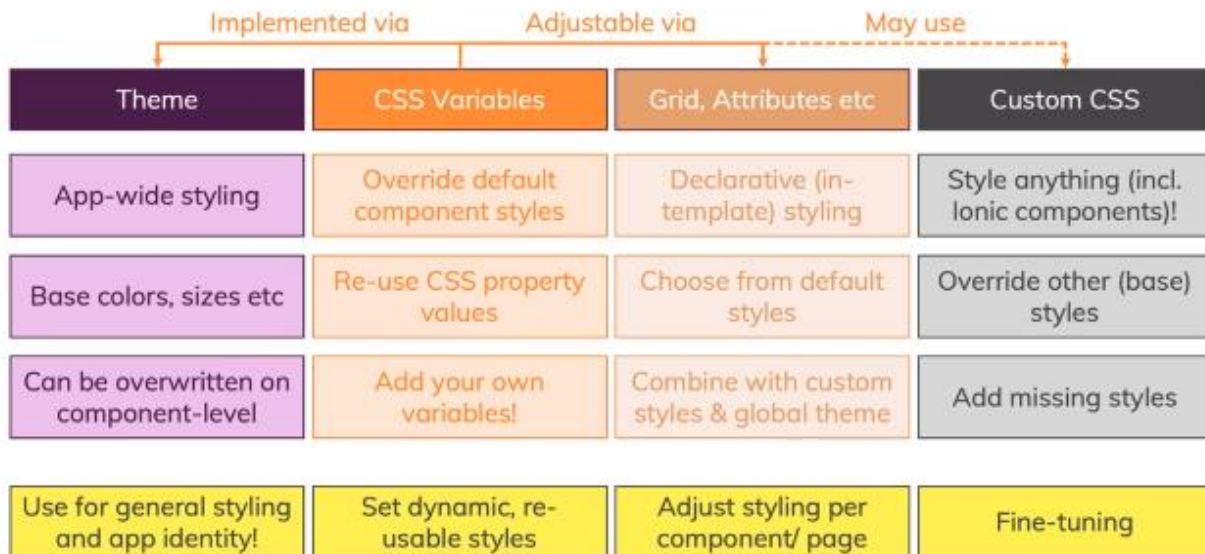 Implemented via
Adjustable via
May use
Theme
CSS Variables
Grid, Attributes etc
Custom CSS
App-wide styling
Override default
component styles
Declarative (in-
template) styling
Style anything (incl.
Ionic components)!
Base colors, sizes etc
Re-use CSS property
values
Choose from default
styles
Override other (base)
styles
Can be overwritten on
component-level
Add your own
variables!
Combine with custom
styles & global theme
Add missing styles
Use for general styling
and app identity!
Set dynamic, re-
usable styles
Adjust styling per
component/ page
Fine-tuning